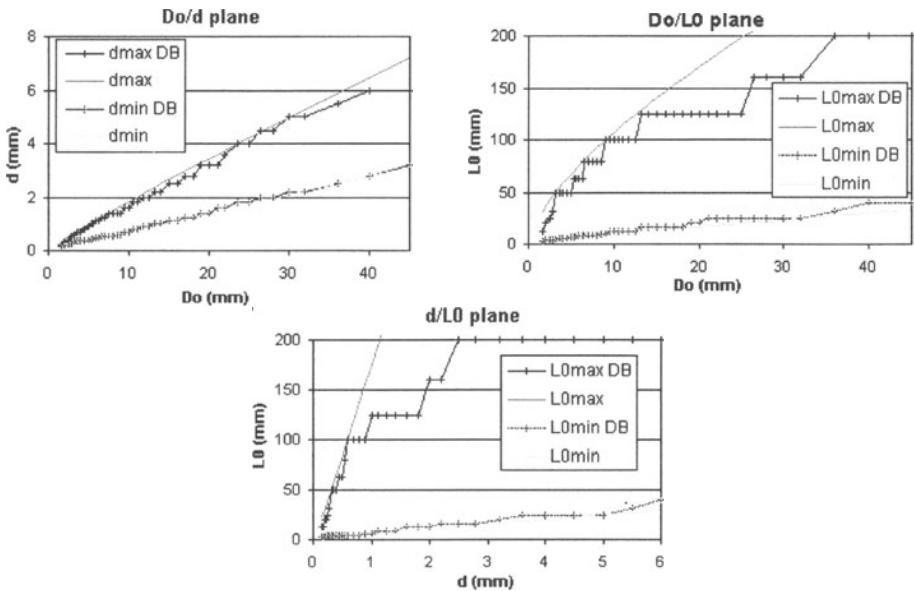 Do/d plane
8
6
4
2
0
d (mm)
dmax DB
dmax
dmin DB
dmin
0 10 20 30 40
Do (mm)
Do/L0 plane
200
150
100
50
0
L0 (mm)
L0max DB
L0max
L0min DB
L0min
0 10 20 30 40
Do (mm)
d/L0 plane
200
150
100
50
0
L0 (mm)
L0max DB
L0max
L0min DB
L0min
0 1 2 3 4 5 6
d (mm)